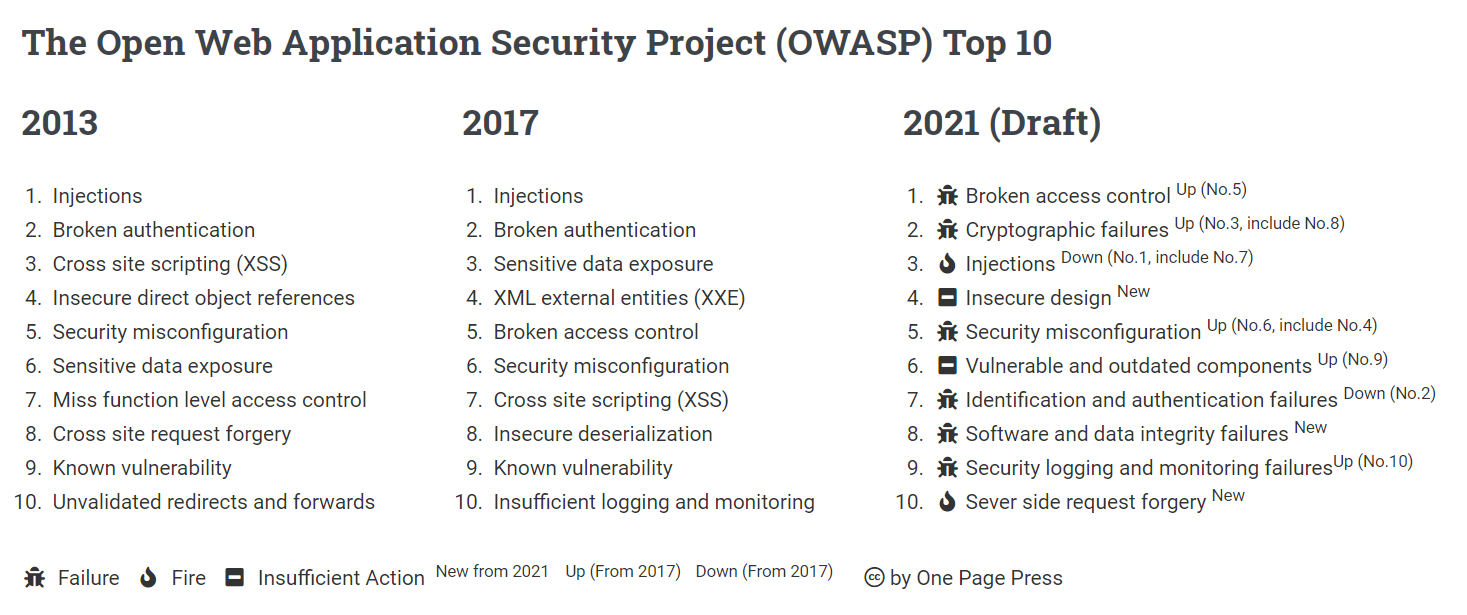 The Open Web Application Security Project (OWASP) Top 10
2013
1. Injections
2. Broken authentication
3. Cross site scripting (XSS)
4. Insecure direct object references
5. Security misconfiguration
6. Sensitive data exposure
7. Miss function level access control
8. Cross site request forgery
9. Known vulnerability
10. Unvalidated redirects and forwards
2017
1. Injections
2. Broken authentication
3. Sensitive data exposure
4. XML external entities (XXE)
5. Broken access control
6. Security misconfiguration
7. Cross site scripting (XSS)
8. Insecure deserialization
9. Known vulnerability
10. Insufficient logging and monitoring
2021 (Draft)
1. Broken access control Up (No.5)
2. Cryptographic failures Up (No.3, include No.8)
3. Injections Down (No.1, include No.7)
4. Insecure design New
5. Security misconfiguration Up (No.6, include No.4)
6. Vulnerable and outdated components Up (No.9)
7. Identification and authentication failures Down (No.2)
8. Software and data integrity failures New
9. Security logging and monitoring failures Up (No.10)
10. Sever side request forgery New
Failure Fire Insufficient Action New from 2021 Up (From 2017) Down (From 2017) cc by One Page Press